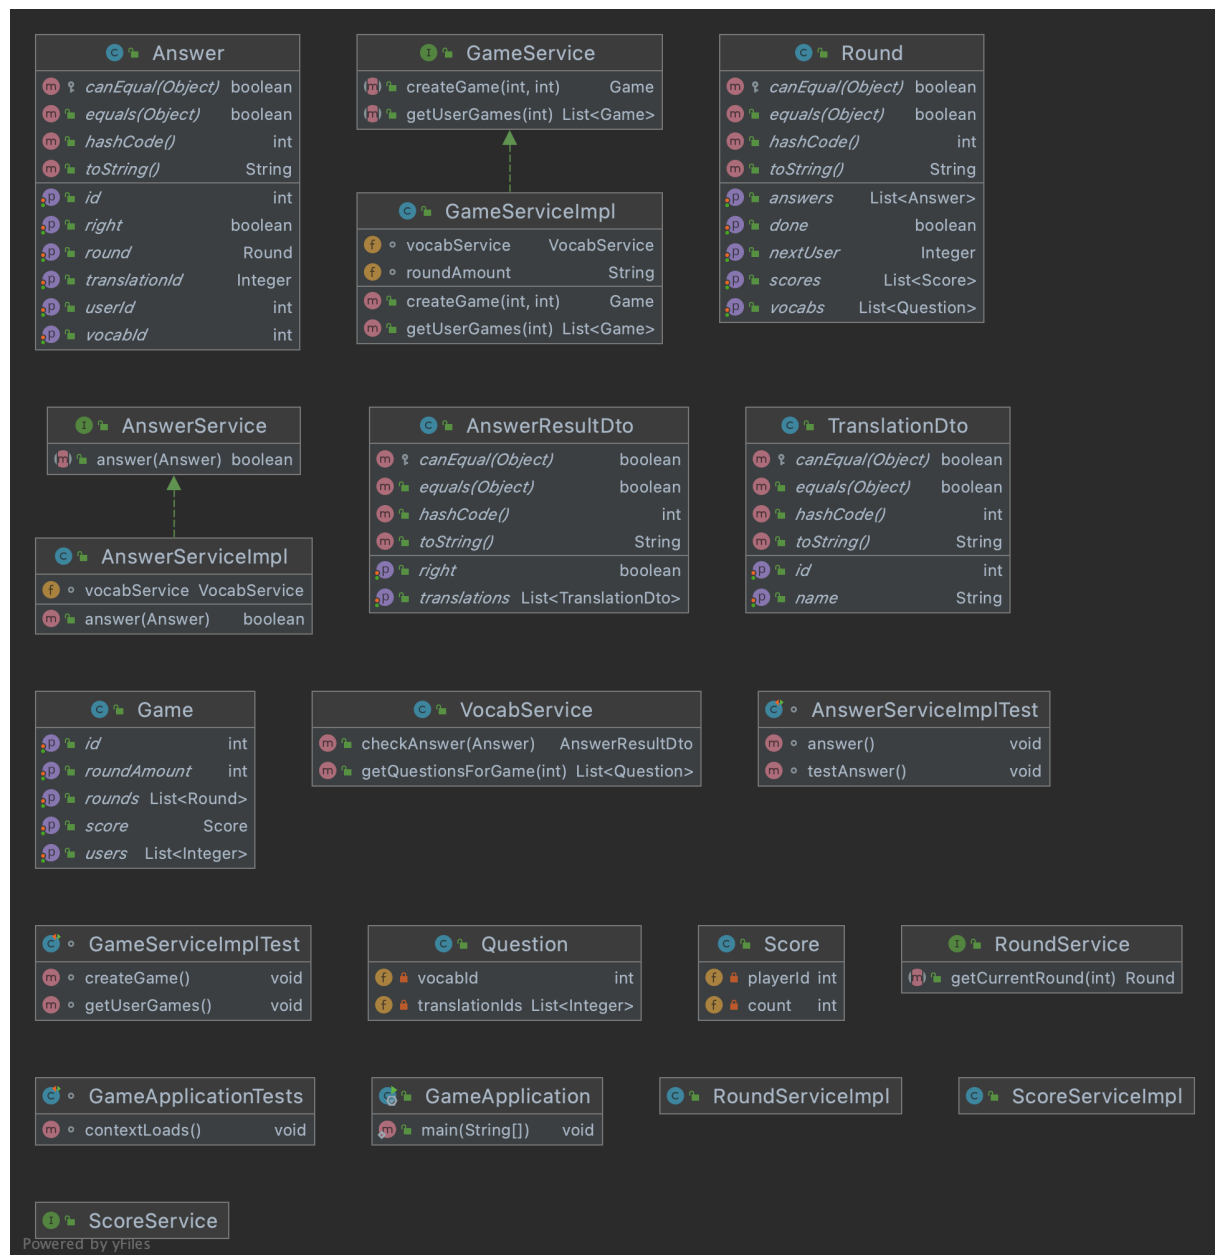 Answer
canEqual(Object) boolean
equals(Object) boolean
hashCode() int
toString() String
id int
right boolean
round Round
translationId Integer
userId int
vocabId int
GameService
createGame(int, int) Game
getUserGames(int) List<Game>
GameServiceImpl
vocabService VocabService
roundAmount String
createGame(int, int) Game
getUserGames(int) List<Game>
Round
canEqual(Object) boolean
equals(Object) boolean
hashCode() int
toString() String
answers List<Answer>
done boolean
nextUser Integer
scores List<Score>
vocabs List<Question>
AnswerService
answer(Answer) boolean
AnswerServiceImpl
vocabService VocabService
answer(Answer) boolean
AnswerResultDto
canEqual(Object) boolean
equals(Object) boolean
hashCode() int
toString() String
right boolean
translations List<TranslationDto>
TranslationDto
canEqual(Object) boolean
equals(Object) boolean
hashCode() int
toString() String
id int
name String
Game
id int
roundAmount int
rounds List<Round>
score Score
users List<Integer>
VocabService
checkAnswer(Answer) AnswerResultDto
getQuestionsForGame(int) List<Question>
AnswerServiceImplTest
answer() void
testAnswer() void
GameServiceImplTest
createGame() void
getUserGames() void
Question
vocabId int
translationIds List<Integer>
Score
playerId int
count int
RoundService
getCurrentRound(int) Round
GameApplicationTests
contextLoads() void
GameApplication
main(String[]) void
RoundServiceImpl
ScoreServiceImpl
ScoreService
Powered by yFiles